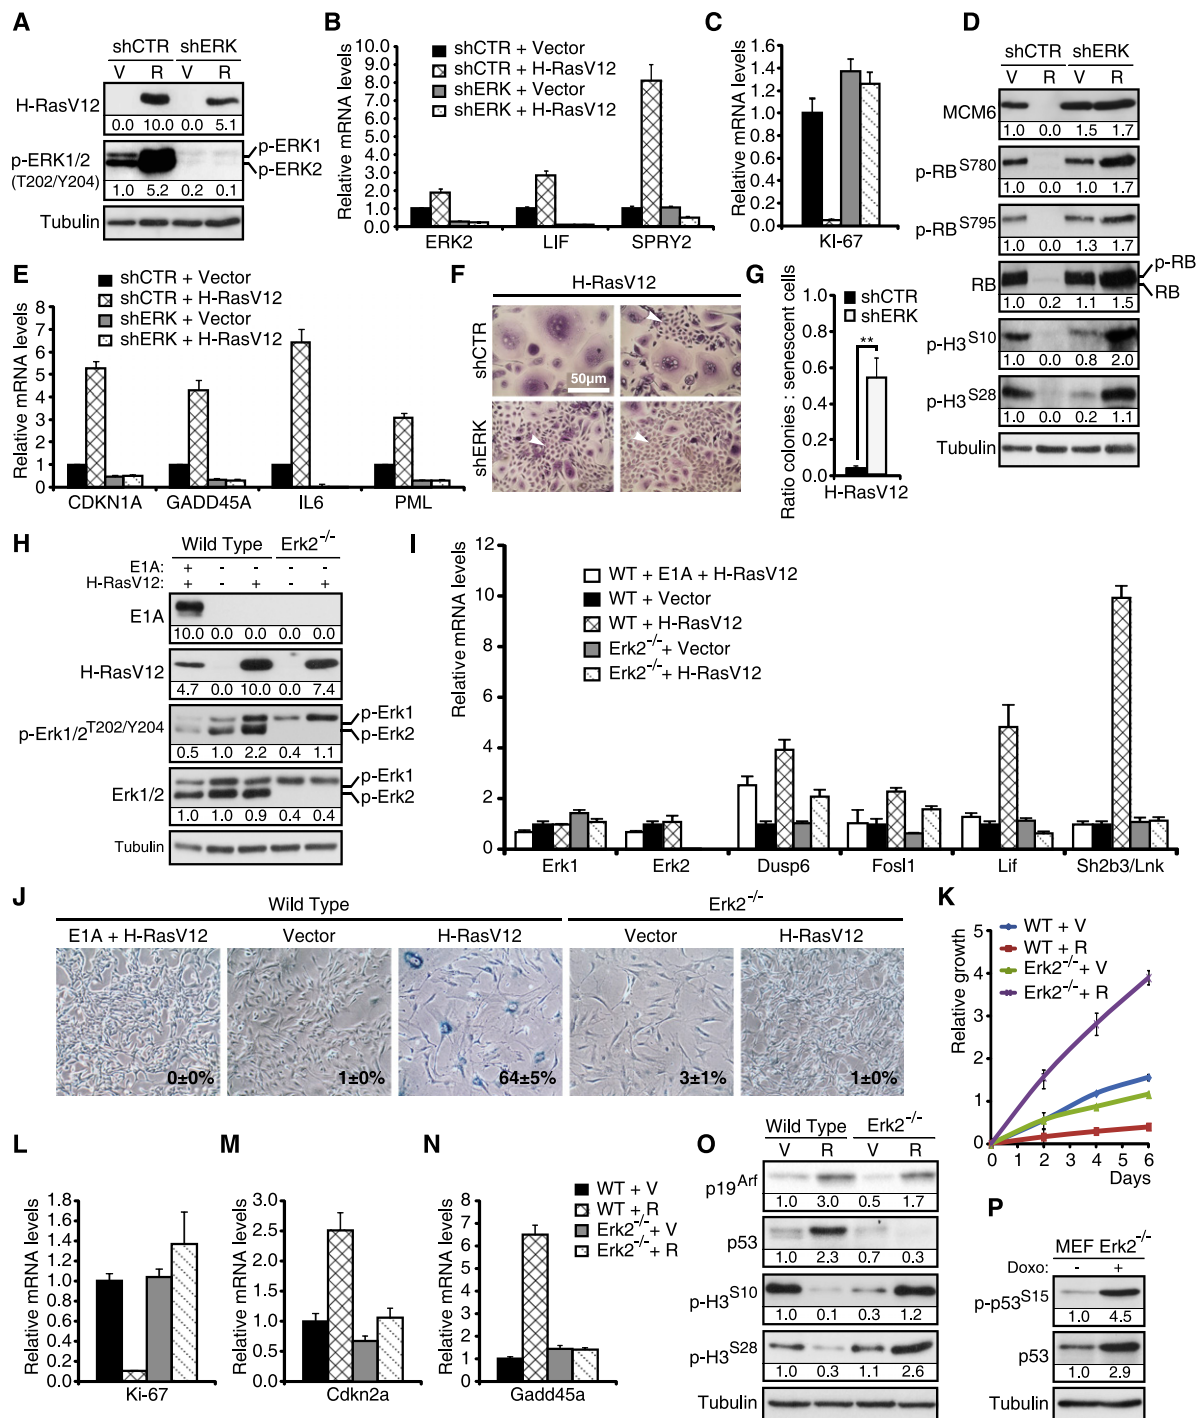 A
shCTR shERK
V R V R
H-RasV12
0.0 10.0 0.0 5.1
p-ERK1/2
(T202/Y204)
p-ERK1
p-ERK2
1.0 5.2 0.2 0.1
Tubulin
B
Relative mRNA levels
10.0
9.0
8.0
7.0
6.0
5.0
4.0
3.0
2.0
1.0
0.0
shCTR + Vector
shCTR + H-RasV12
shERK + Vector
shERK + H-RasV12
ERK2 LIF SPRY2
C
Relative mRNA levels
1.6
1.4
1.2
1.0
0.8
0.6
0.4
0.2
0.0
KI-67
D
shCTR shERK
V R V R
MCM6
1.0 0.0 1.5 1.7
p-RB S780
1.0 0.0 1.0 1.7
p-RB S795
1.0 0.0 1.3 1.7
RB
p-RB
RB
1.0 0.2 1.1 1.5
p-H3 S10
1.0 0.0 0.8 2.0
p-H3 S28
1.0 0.0 0.2 1.1
Tubulin
E
Relative mRNA levels
8
7
6
5
4
3
2
1
0
shCTR + Vector
shCTR + H-RasV12
shERK + Vector
shERK + H-RasV12
CDKN1A GADD45A IL6 PML
F
H-RasV12
shCTR
50µm
shERK
G
Ratio colonies : senescent cells
1.0
0.8
0.6
0.4
0.2
0.0
shCTR
shERK
**
H-RasV12
H
Wild Type Erk2-/-
E1A: + - + - +
H-RasV12: + - + - +
E1A
10.0 0.0 0.0 0.0 0.0
H-RasV12
4.7 0.0 10.0 0.0 7.4
p-Erk1/2 T202/Y204
p-Erk1
p-Erk2
0.5 1.0 2.2 0.4 1.1
Erk1/2
p-Erk1
p-Erk2
1.0 1.0 0.9 0.4 0.4
Tubulin
I
Relative mRNA levels
12
10
8
6
4
2
0
WT + E1A + H-RasV12
WT + Vector
WT + H-RasV12
Erk2-/- + Vector
Erk2-/- + H-RasV12
Erk1 Erk2 Dusp6 Fosl1 Lif Sh2b3/Lnk
J
Wild Type Erk2-/-
E1A + H-RasV12 Vector H-RasV12 Vector H-RasV12
0±0% 1±0% 64±5% 3±1% 1±0%
K
Relative growth
5
4
3
2
1
0
WT + V
WT + R
Erk2-/- + V
Erk2-/- + R
0 2 4 6
Days
L
Relative mRNA levels
1.8
1.6
1.4
1.2
1.0
0.8
0.6
0.4
0.2
0.0
Ki-67
M
Relative mRNA levels
3.0
2.5
2.0
1.5
1.0
0.5
0.0
Cdkn2a
N
Relative mRNA levels
8
7
6
5
4
3
2
1
0
WT + V
WT + R
Erk2-/- + V
Erk2-/- + R
Gadd45a
O
Wild Type Erk2-/-
V R V R
p19Arf
1.0 3.0 0.5 1.7
p53
1.0 2.3 0.7 0.3
p-H3 S10
1.0 0.1 0.3 1.2
p-H3 S28
1.0 0.3 1.1 2.6
Tubulin
P
MEF Erk2-/-
Doxo: - +
p-p53 S15
1.0 4.5
p53
1.0 2.9
Tubulin